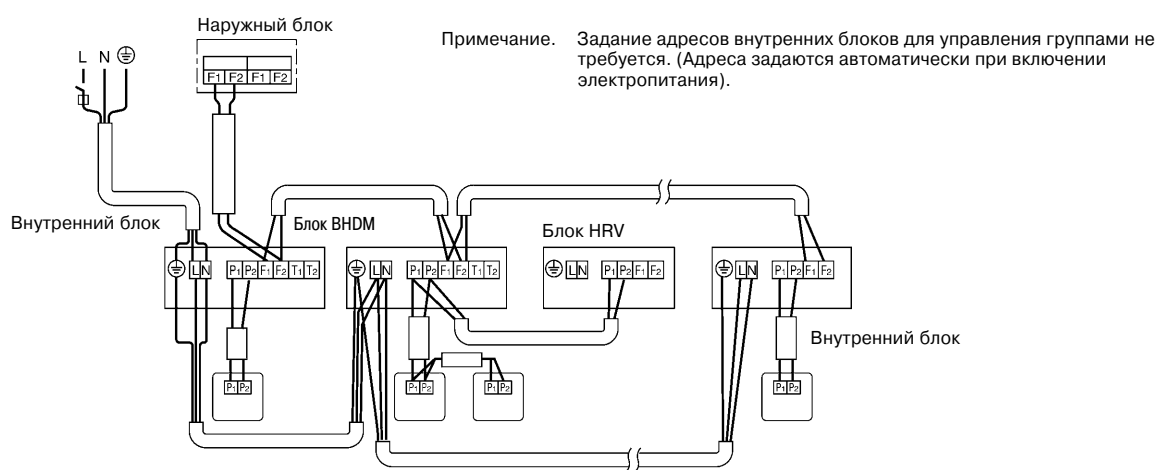 Наружный блок
Примечание. Задание адресов внутренних блоков для управления группами не
требуется. (Адреса задаются автоматически при включении
электропитания).
L N
F1 F2 F1 F2
Внутренний блок
Блок BHDM
Блок HRV
L N P1 P2 F1 F2 T1 T2
L N P1 P2 F1 F2 T1 T2
L N P1 P2 F1 F2
L N P1 P2 F1 F2
Внутренний блок
P1 P2
P1 P2
P1 P2
P1 P2